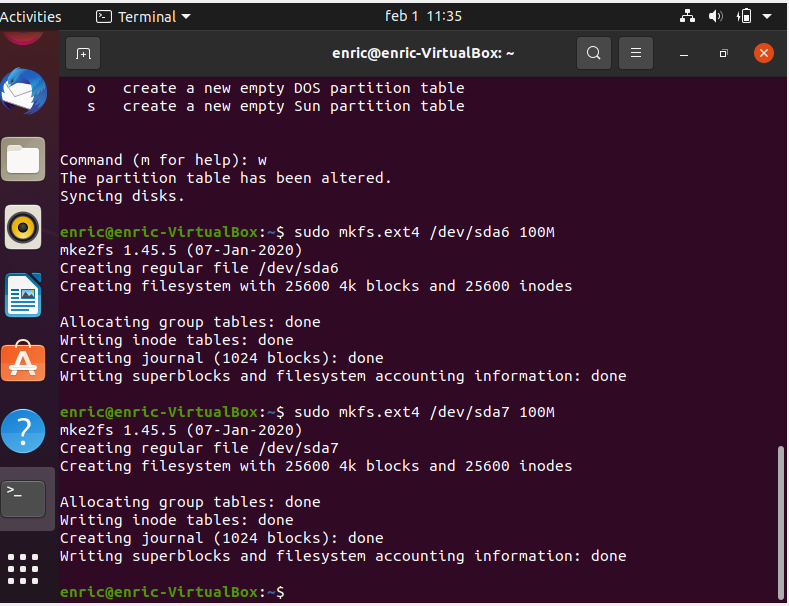 Activities Terminal feb 1 11:35
enric@enric-VirtualBox: ~
o create a new empty DOS partition table
s create a new empty Sun partition table
Command (m for help): w
The partition table has been altered.
Syncing disks.
enric@enric-VirtualBox:~$ sudo mkfs.ext4 /dev/sda6 100M
mke2fs 1.45.5 (07-Jan-2020)
Creating regular file /dev/sda6
Creating filesystem with 25600 4k blocks and 25600 inodes
Allocating group tables: done
Writing inode tables: done
Creating journal (1024 blocks): done
Writing superblocks and filesystem accounting information: done
enric@enric-VirtualBox:~$ sudo mkfs.ext4 /dev/sda7 100M
mke2fs 1.45.5 (07-Jan-2020)
Creating regular file /dev/sda7
Creating filesystem with 25600 4k blocks and 25600 inodes
Allocating group tables: done
Writing inode tables: done
Creating journal (1024 blocks): done
Writing superblocks and filesystem accounting information: done
enric@enric-VirtualBox:~$